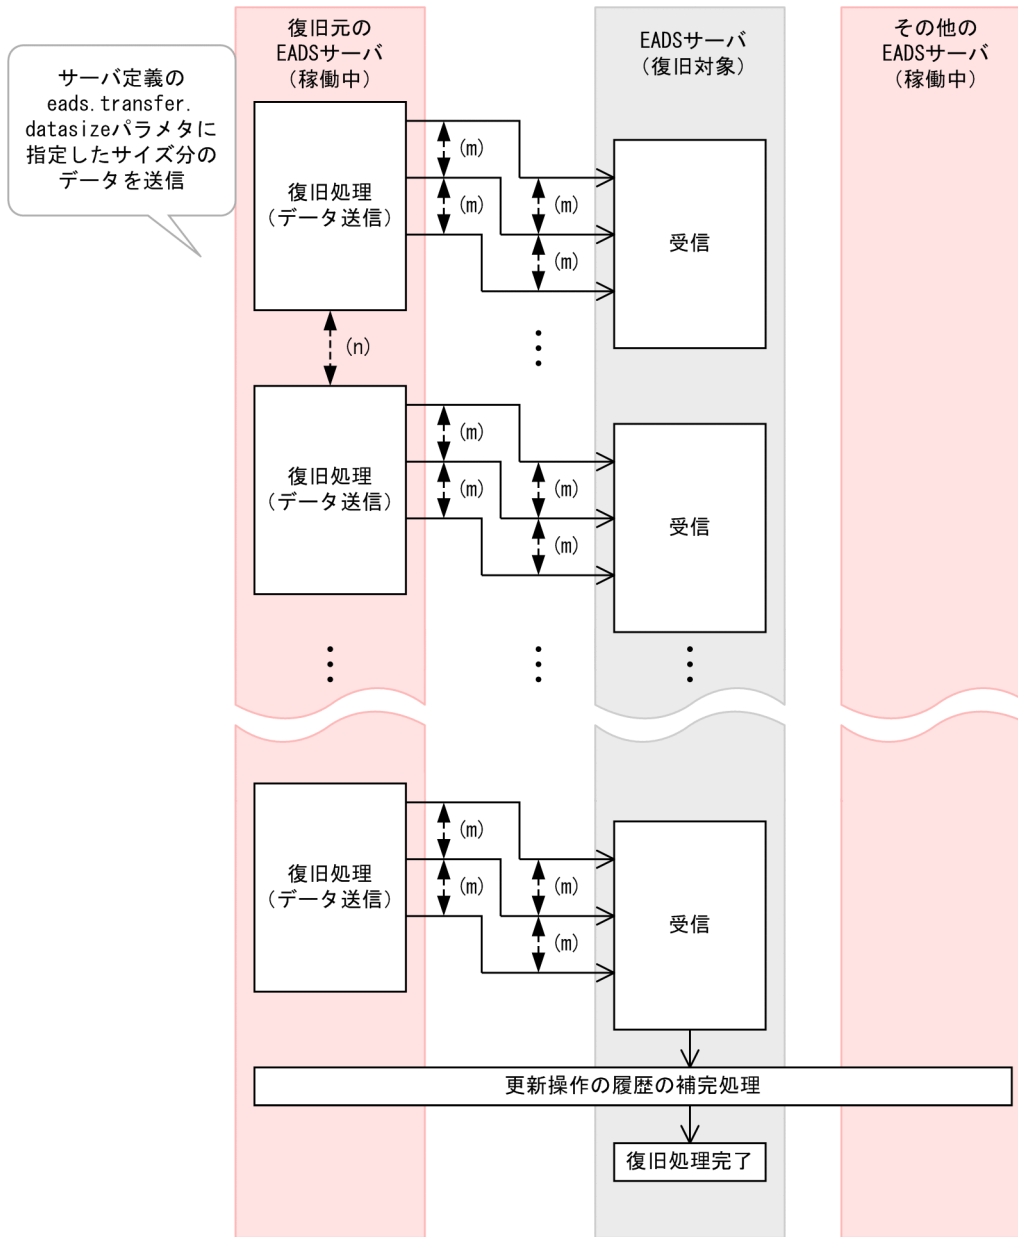 復旧元の
EADSサーバ
（稼働中）
EADSサーバ
（復旧対象）
その他の
EADSサーバ
（稼働中）
サーバ定義の
eads.transfer.
datasizeパラメタに
指定したサイズ分の
データを送信
復旧処理
（データ送信）
(m)
(m)
(m)
(m)
受信
(n)
復旧処理
（データ送信）
(m)
(m)
(m)
(m)
受信
復旧処理
（データ送信）
(m)
(m)
(m)
(m)
受信
更新操作の履歴の補完処理
復旧処理完了